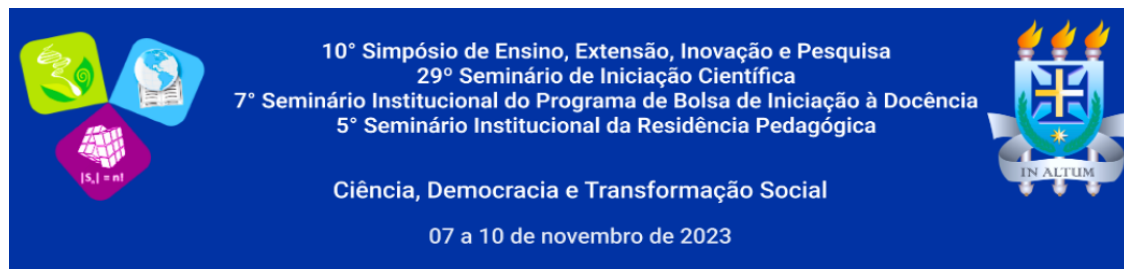 10° Simpósio de Ensino, Extensão, Inovação e Pesquisa
29º Seminário de Iniciação Científica
7° Seminário Institucional do Programa de Bolsa de Iniciação à Docência
5° Seminário Institucional da Residência Pedagógica
|Sₙ| = n!
IN ALTUM
Ciência, Democracia e Transformação Social
07 a 10 de novembro de 2023